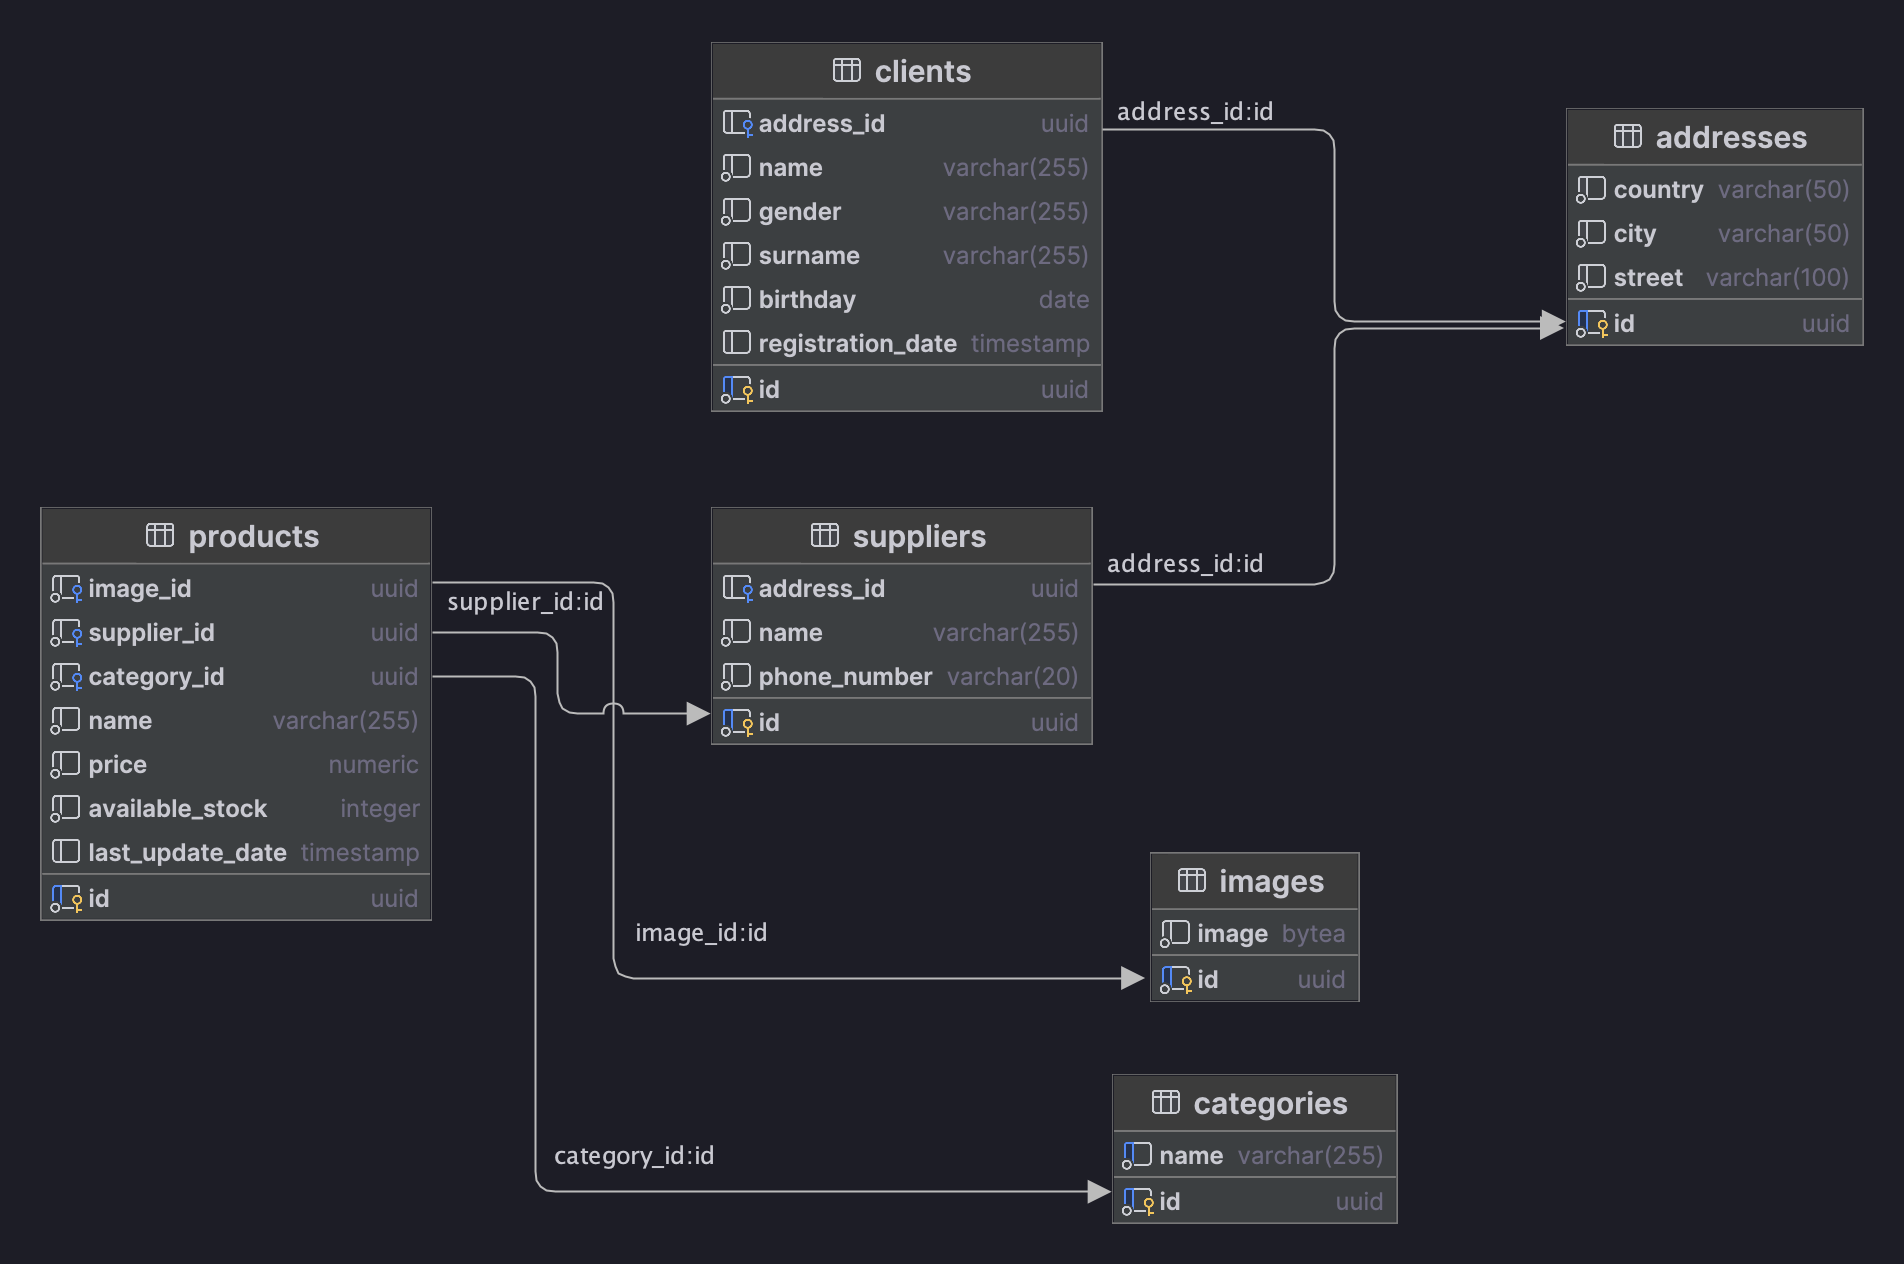 clients
address_id uuid
name varchar(255)
gender varchar(255)
surname varchar(255)
birthday date
registration_date timestamp
id uuid
address_id:id
addresses
country varchar(50)
city varchar(50)
street varchar(100)
id uuid
products
image_id uuid
supplier_id uuid
category_id uuid
name varchar(255)
price numeric
available_stock integer
last_update_date timestamp
id uuid
supplier_id:id
suppliers
address_id uuid
name varchar(255)
phone_number varchar(20)
id uuid
address_id:id
image_id:id
images
image bytea
id uuid
category_id:id
categories
name varchar(255)
id uuid